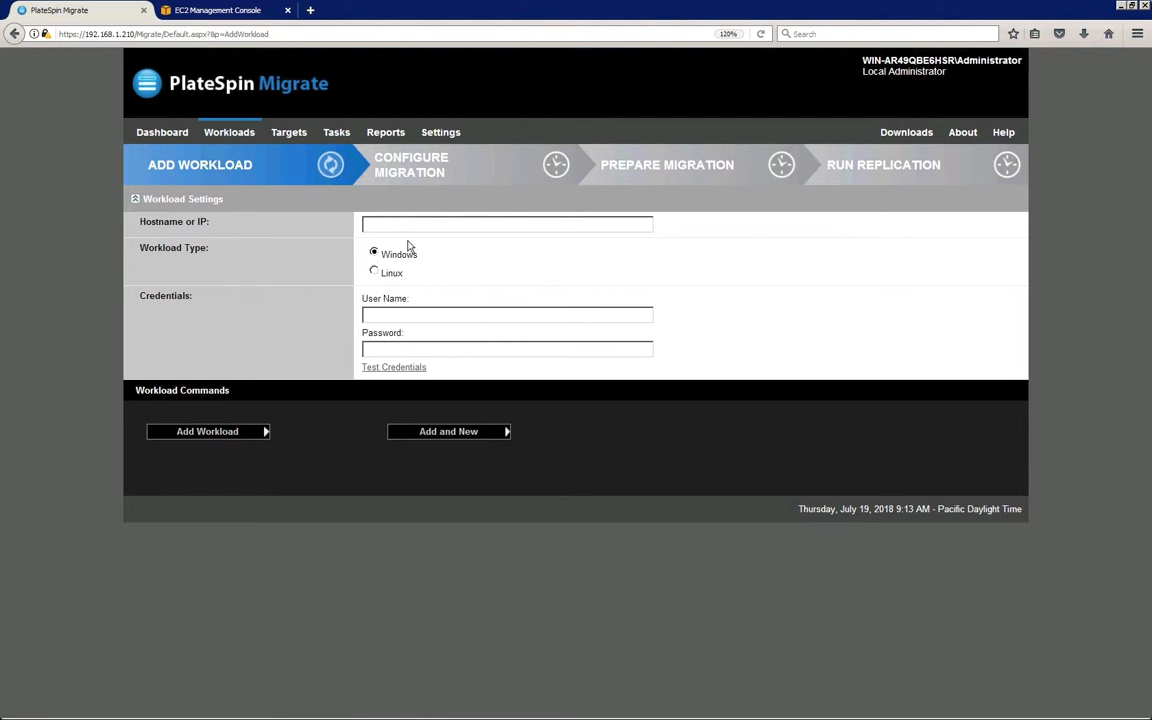 PlateSpin Migrate
EC2 Management Console
https://192.168.1.210/Migrate/Default.aspx?&p=AddWorkload
120%
Search
PlateSpin Migrate
WIN-AR49QBE6HSR\Administrator
Local Administrator
Dashboard Workloads Targets Tasks Reports Settings Downloads About Help
ADD WORKLOAD
CONFIGURE
MIGRATION
PREPARE MIGRATION
RUN REPLICATION
Workload Settings
Hostname or IP:
Workload Type:
Windows
Linux
Credentials:
User Name:
Password:
Test Credentials
Workload Commands
Add Workload
Add and New
Thursday, July 19, 2018 9:13 AM - Pacific Daylight Time